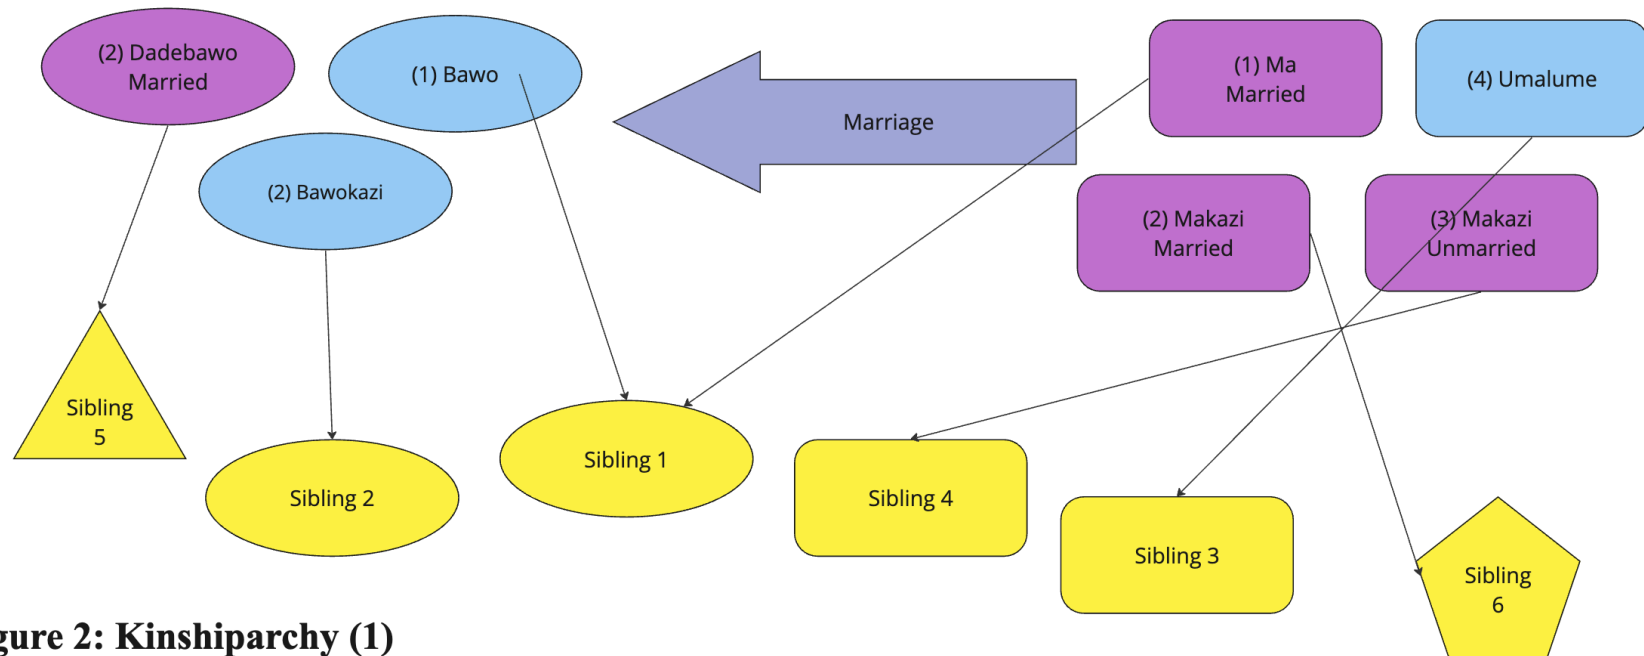 (2) Dadebawo
Married
(1) Bawo
(1) Ma
Married
(4) Umalume
Marriage
(2) Bawokazi
(2) Makazi
Married
(3) Makazi
Unmarried
Sibling
5
Sibling 2
Sibling 1
Sibling 4
Sibling 3
Sibling
6
gure 2: Kinshiparchy (1)